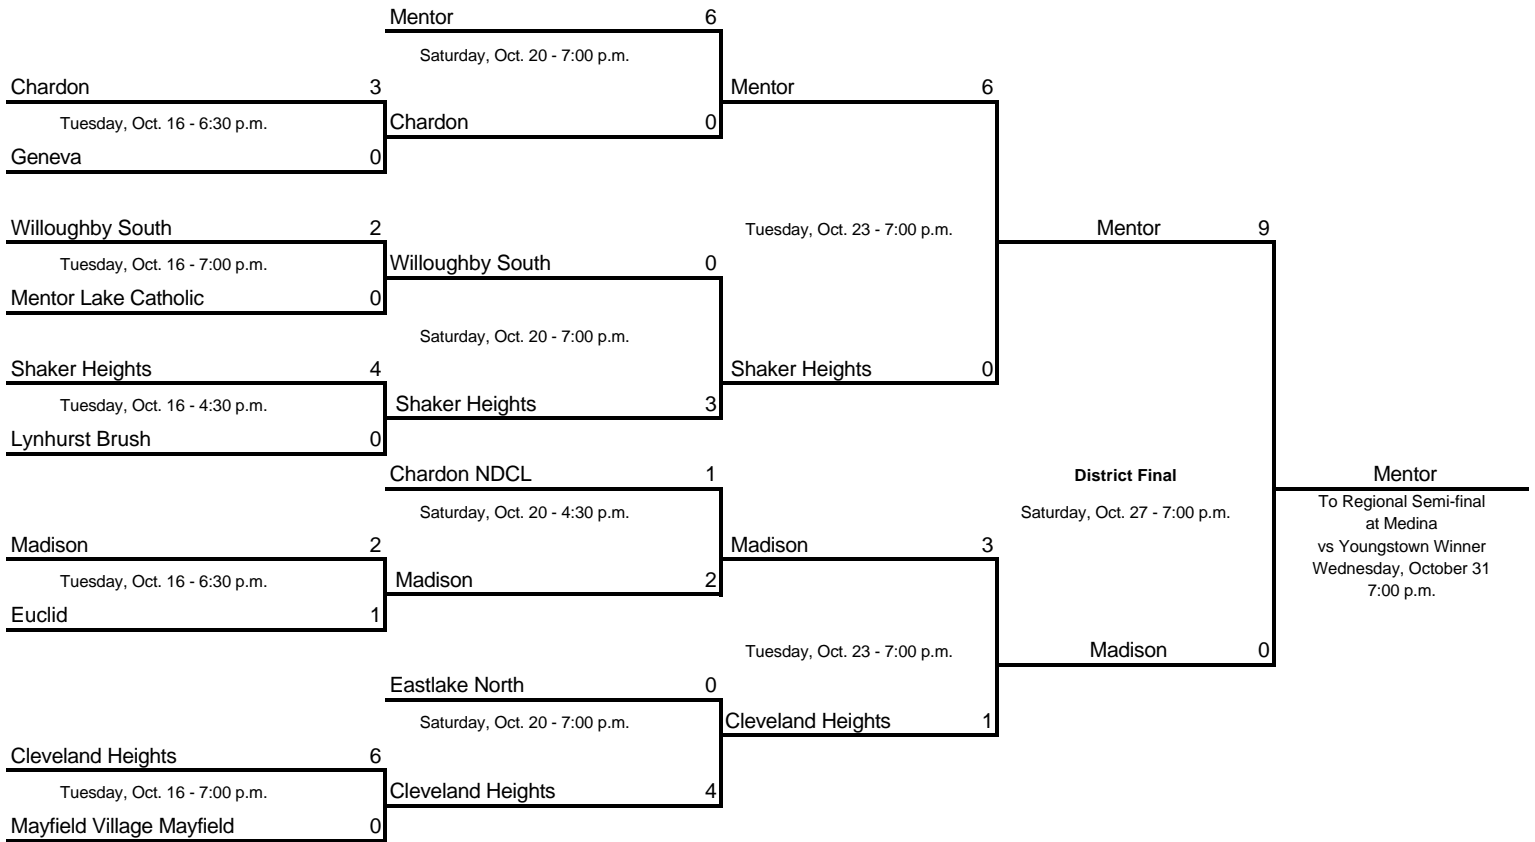 Mentor 6
Saturday, Oct. 20 - 7:00 p.m.
Chardon 3
Mentor 6
Tuesday, Oct. 16 - 6:30 p.m.
Chardon 0
Geneva 0
Willoughby South 2
Tuesday, Oct. 23 - 7:00 p.m.
Mentor 9
Tuesday, Oct. 16 - 7:00 p.m.
Willoughby South 0
Mentor Lake Catholic 0
Saturday, Oct. 20 - 7:00 p.m.
Shaker Heights 4
Shaker Heights 0
Tuesday, Oct. 16 - 4:30 p.m.
Shaker Heights 3
Lynhurst Brush 0
Chardon NDCL 1
District Final
Mentor
Saturday, Oct. 20 - 4:30 p.m.
Saturday, Oct. 27 - 7:00 p.m.
To Regional Semi-final
at Medina
vs Youngstown Winner
Wednesday, October 31
7:00 p.m.
Madison 2
Madison 3
Tuesday, Oct. 16 - 6:30 p.m.
Madison 2
Euclid 1
Tuesday, Oct. 23 - 7:00 p.m.
Madison 0
Eastlake North 0
Saturday, Oct. 20 - 7:00 p.m.
Cleveland Heights 1
Cleveland Heights 6
Tuesday, Oct. 16 - 7:00 p.m.
Cleveland Heights 4
Mayfield Village Mayfield 0